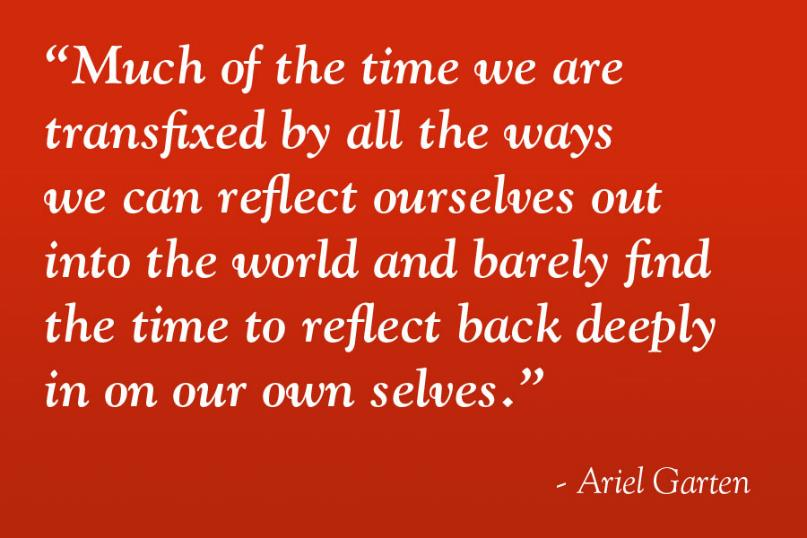 “Much of the time we are
transfixed by all the ways
we can reflect ourselves out
into the world and barely find
the time to reflect back deeply
in on our own selves.”
- Ariel Garten